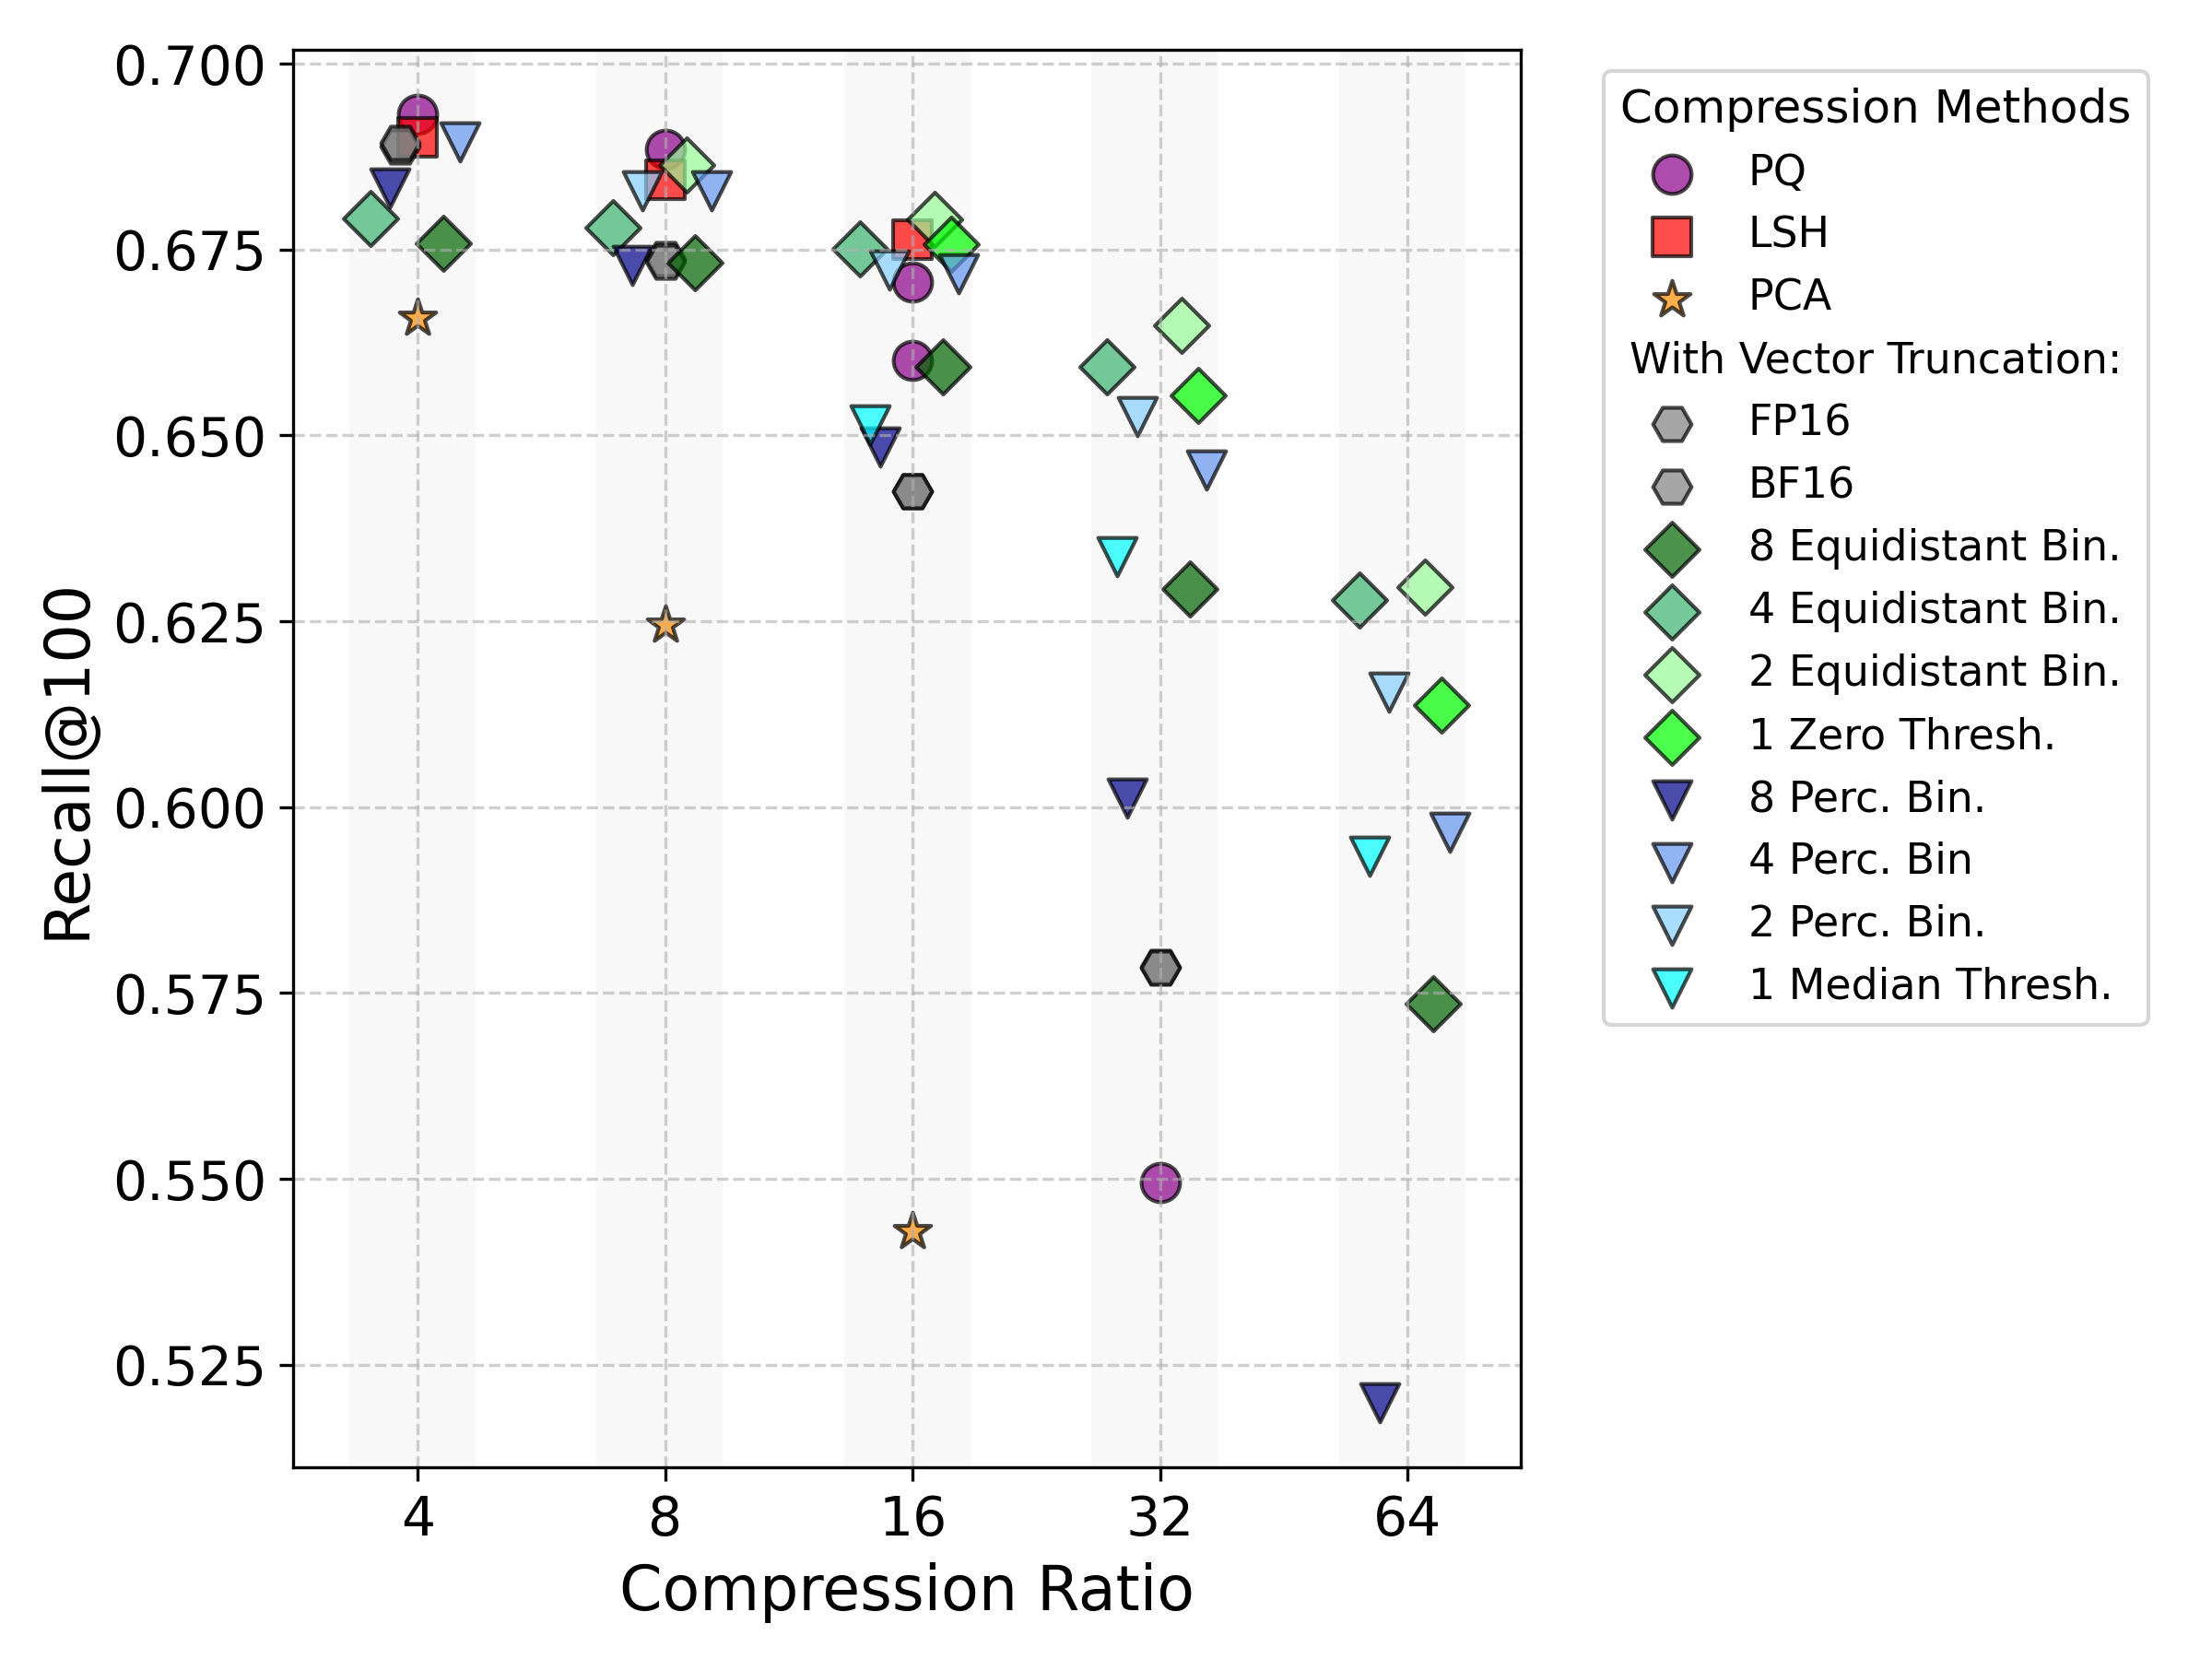 0.700
0.675
0.650
0.625
0.600
0.575
0.550
0.525
Recall@100
4 8 16 32 64
Compression Ratio
Compression Methods
PQ
LSH
PCA
With Vector Truncation:
FP16
BF16
8 Equidistant Bin.
4 Equidistant Bin.
2 Equidistant Bin.
1 Zero Thresh.
8 Perc. Bin.
4 Perc. Bin
2 Perc. Bin.
1 Median Thresh.